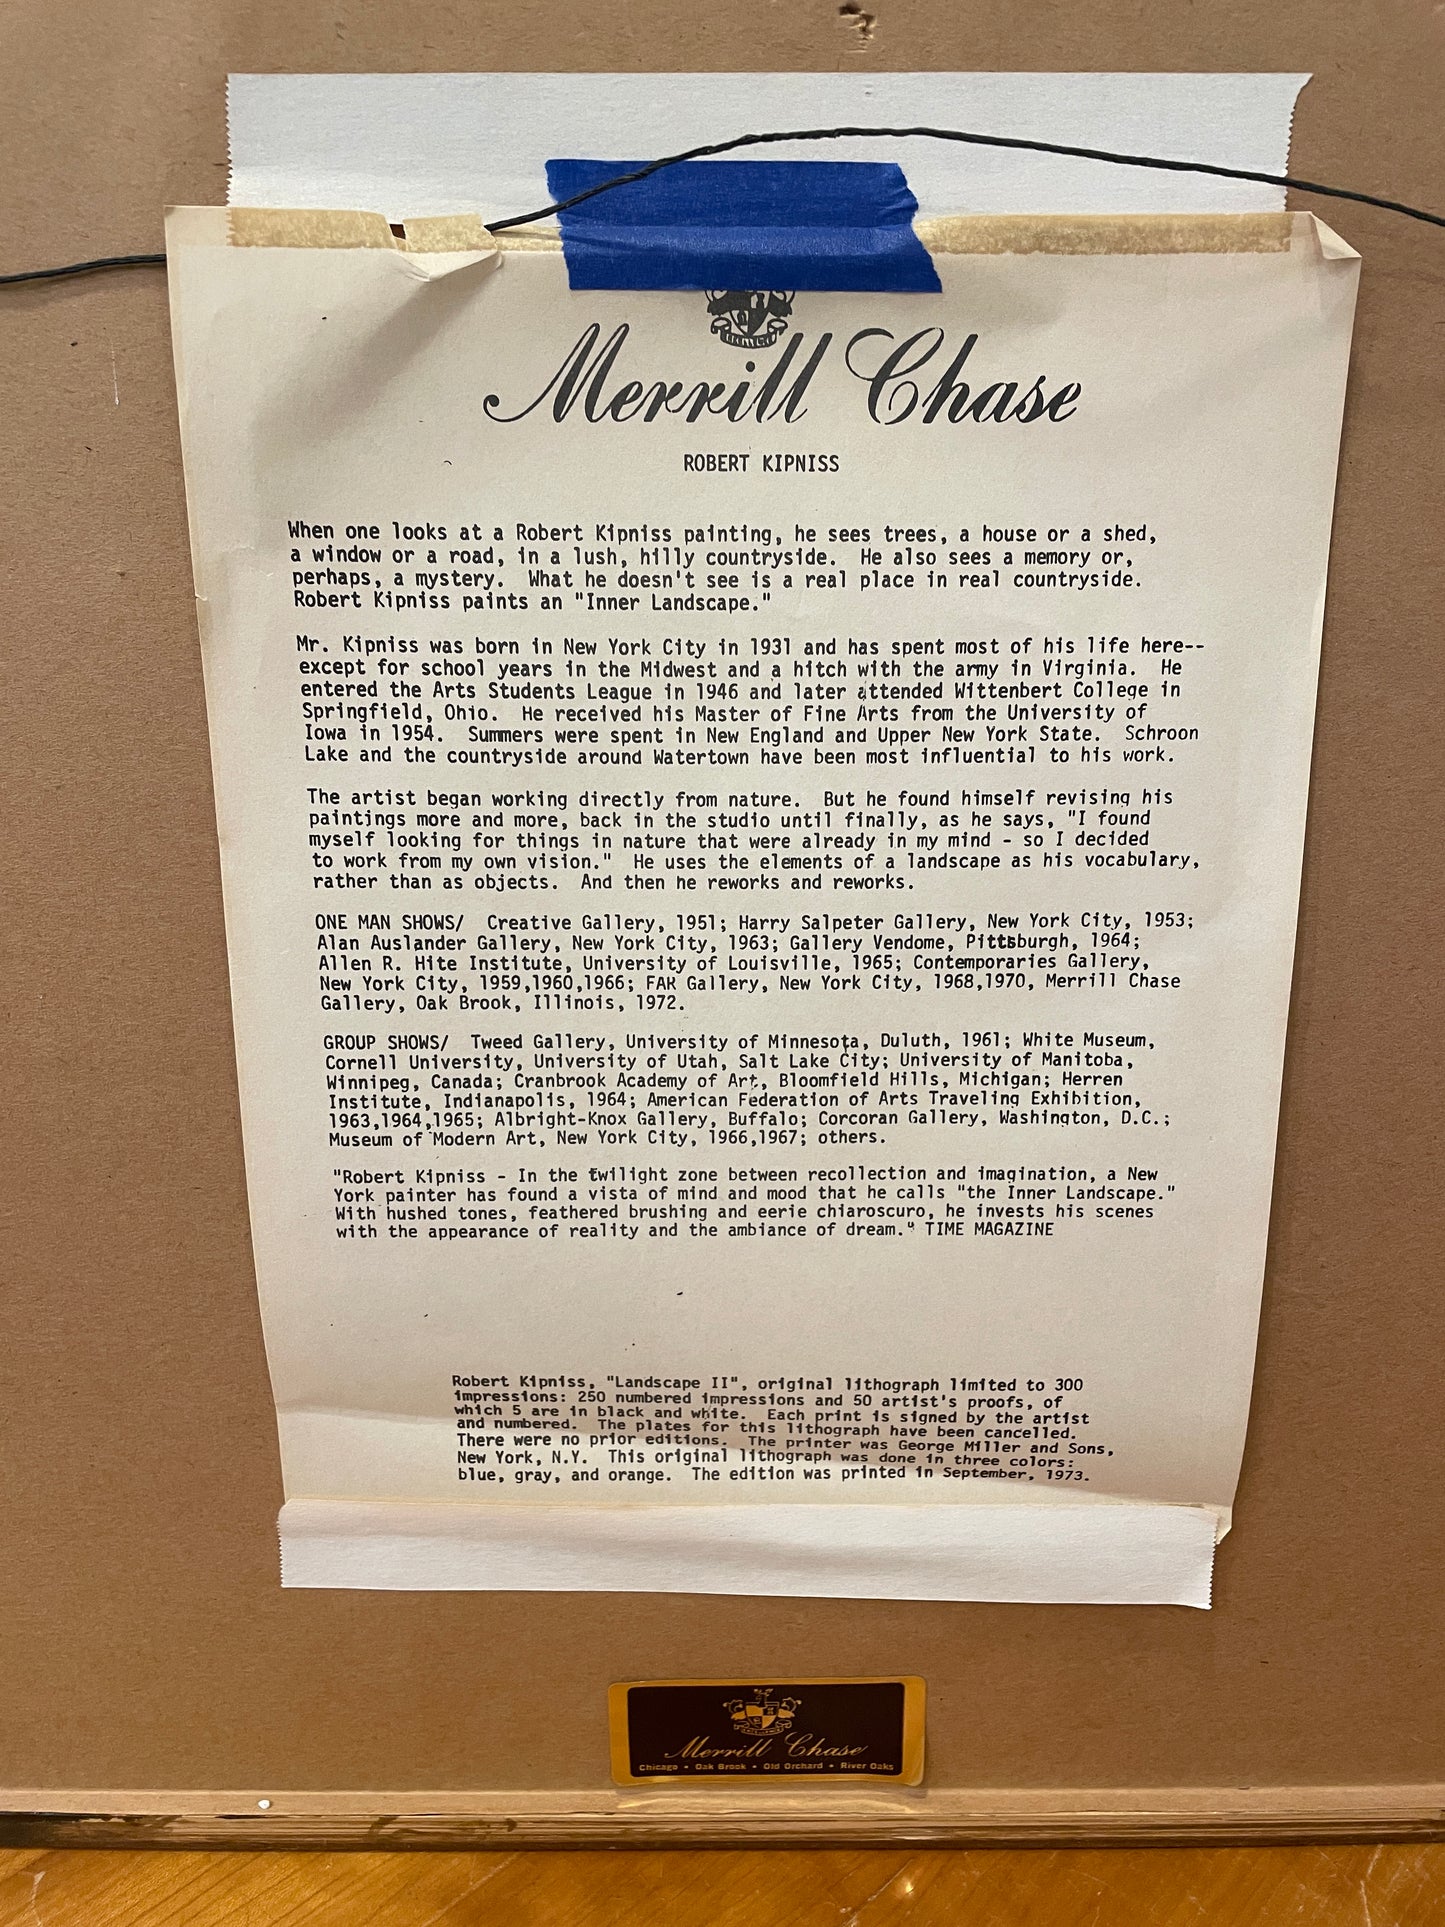 Merrill Chase
ROBERT KIPNISS
When one looks at a Robert Kipniss painting, he sees trees, a house or a shed,
a window or a road, in a lush, hilly countryside. He also sees a memory or,
perhaps, a mystery. What he doesn't see is a real place in real countryside.
Robert Kipniss paints an "Inner Landscape."
Mr. Kipniss was born in New York City in 1931 and has spent most of his life here--
except for school years in the Midwest and a hitch with the army in Virginia. He
entered the Arts Students League in 1946 and later attended Wittenbert College in
Springfield, Ohio. He received his Master of Fine Arts from the University of
Iowa in 1954. Summers were spent in New England and Upper New York State. Schroon
Lake and the countryside around Watertown have been most influential to his work.
The artist began working directly from nature. But he found himself revising his
paintings more and more, back in the studio until finally, as he says, "I found
myself looking for things in nature that were already in my mind - so I decided
to work from my own vision." He uses the elements of a landscape as his vocabulary,
rather than as objects. And then he reworks and reworks.
ONE MAN SHOWS/ Creative Gallery, 1951; Harry Salpeter Gallery, New York City, 1953;
Alan Auslander Gallery, New York City, 1963; Gallery Vendome, Pittsburgh, 1964;
Allen R. Hite Institute, University of Louisville, 1965; Contemporaries Gallery,
New York City, 1959,1960,1966; FAR Gallery, New York City, 1968,1970, Merrill Chase
Gallery, Oak Brook, Illinois, 1972.
GROUP SHOWS/ Tweed Gallery, University of Minnesota, Duluth, 1961; White Museum,
Cornell University, University of Utah, Salt Lake City; University of Manitoba,
Winnipeg, Canada; Cranbrook Academy of Art, Bloomfield Hills, Michigan; Herren
Institute, Indianapolis, 1964; American Federation of Arts Traveling Exhibition,
1963,1964,1965; Albright-Knox Gallery, Buffalo; Corcoran Gallery, Washington, D.C.;
Museum of Modern Art, New York City, 1966,1967; others.
"Robert Kipniss - In the twilight zone between recollection and imagination, a New
York painter has found a vista of mind and mood that he calls "the Inner Landscape."
With hushed tones, feathered brushing and eerie chiaroscuro, he invests his scenes
with the appearance of reality and the ambiance of dream." TIME MAGAZINE
Robert Kipniss, "Landscape II", original lithograph limited to 300
impressions: 250 numbered impressions and 50 artist's proofs, of
which 5 are in black and white. Each print is signed by the artist
and numbered. The plates for this lithograph have been cancelled.
There were no prior editions. The printer was George Miller and Sons,
New York, N.Y. This original lithograph was done in three colors:
blue, gray, and orange. The edition was printed in September, 1973.
Merrill Chase
Chicago • Oak Brook • Old Orchard • River Oaks